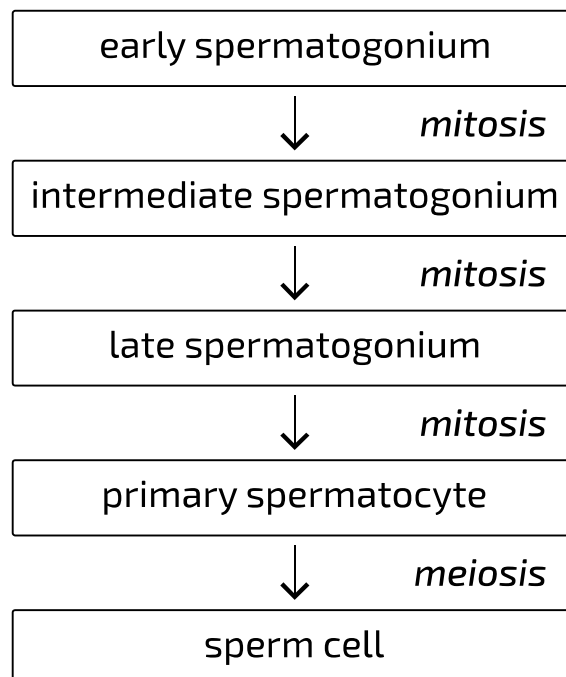 early spermatogonium
mitosis
intermediate spermatogonium
mitosis
late spermatogonium
mitosis
primary spermatocyte
meiosis
sperm cell